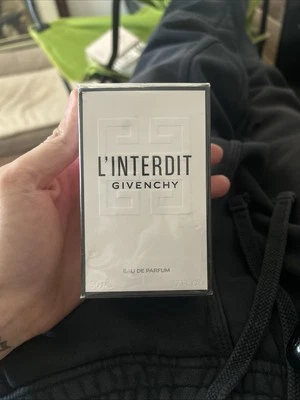 L'INTERDIT
GIVENCHY
EAU DE PARFUM